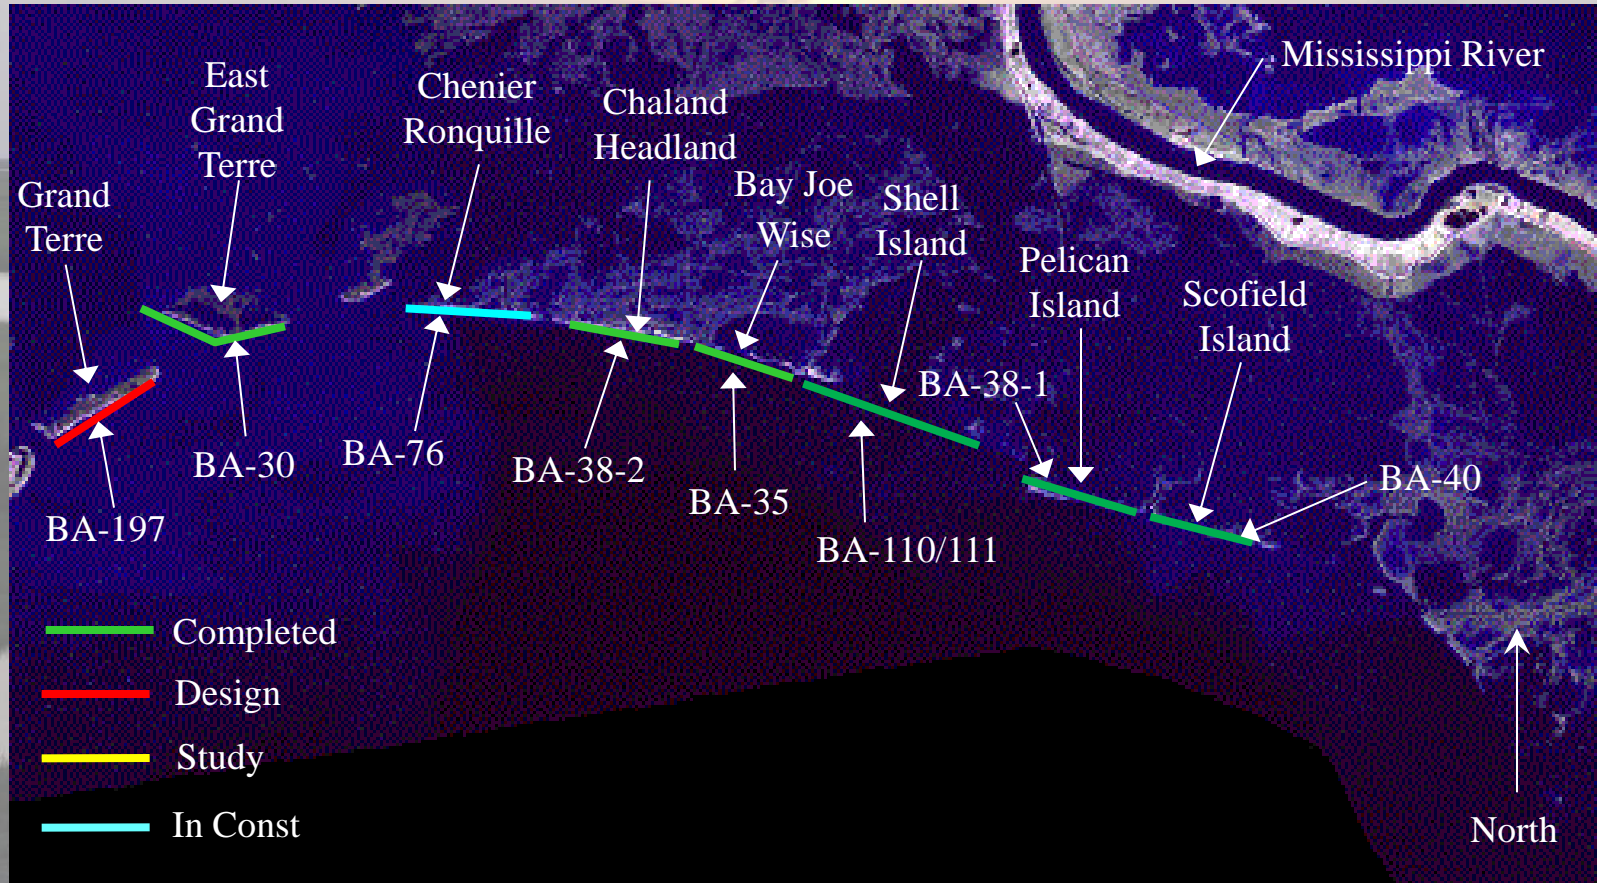 Mississippi River
East
Grand
Terre
Chenier
Ronquille
Chaland
Headland
Grand
Terre
Bay Joe
Wise
Shell
Island
Pelican
Island
Scofield
Island
BA-38-1
BA-30
BA-76
BA-38-2
BA-35
BA-40
BA-197
BA-110/111
Completed
Design
Study
In Const
North